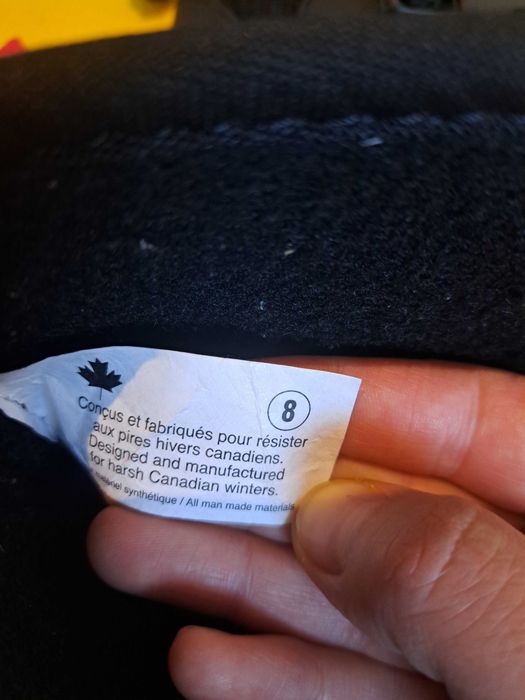 8
Conçus et fabriqués pour résister
aux pires hivers canadiens.
Designed and manufactured
for harsh Canadian winters.
matériel synthétique / All man made materials